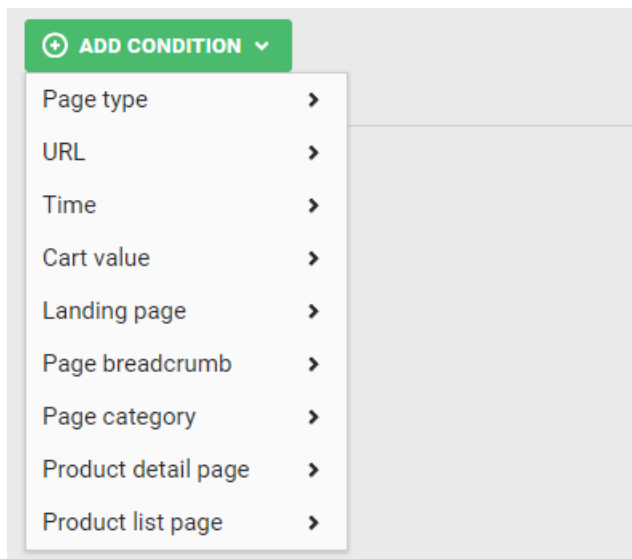 ADD CONDITION
Page type
URL
Time
Cart value
Landing page
Page breadcrumb
Page category
Product detail page
Product list page